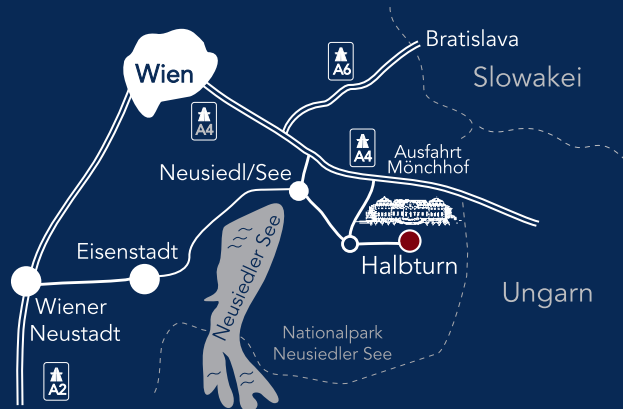 Bratislava
A6
Slowakei
Wien
A4
A4
Ausfahrt
Mönchhof
Neusiedl/See
Eisenstadt
Neusiedler See
Halbturn
Ungarn
Wiener
Neustadt
Nationalpark
Neusiedler See
A2